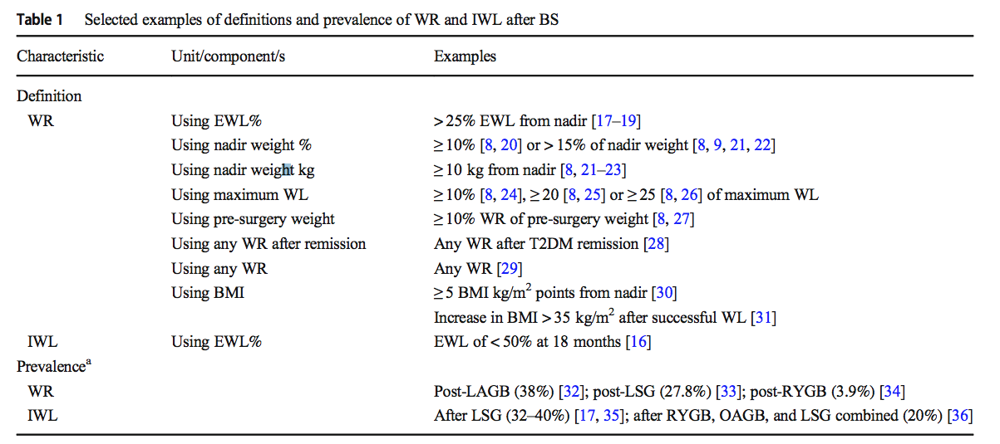 Table 1 Selected examples of definitions and prevalence of WR and IWL after BS
Characteristic Unit/component/s Examples
Definition
WR Using EWL% > 25% EWL from nadir [17–19]
Using nadir weight % ≥ 10% [8, 20] or > 15% of nadir weight [8, 9, 21, 22]
Using nadir weight kg ≥ 10 kg from nadir [8, 21–23]
Using maximum WL ≥ 10% [8, 24], ≥ 20 [8, 25] or ≥ 25 [8, 26] of maximum WL
Using pre-surgery weight ≥ 10% WR of pre-surgery weight [8, 27]
Using any WR after remission Any WR after T2DM remission [28]
Using any WR Any WR [29]
Using BMI ≥ 5 BMI kg/m² points from nadir [30]
Increase in BMI > 35 kg/m² after successful WL [31]
IWL Using EWL% EWL of < 50% at 18 months [16]
Prevalenceᵃ
WR Post-LAGB (38%) [32]; post-LSG (27.8%) [33]; post-RYGB (3.9%) [34]
IWL After LSG (32–40%) [17, 35]; after RYGB, OAGB, and LSG combined (20%) [36]